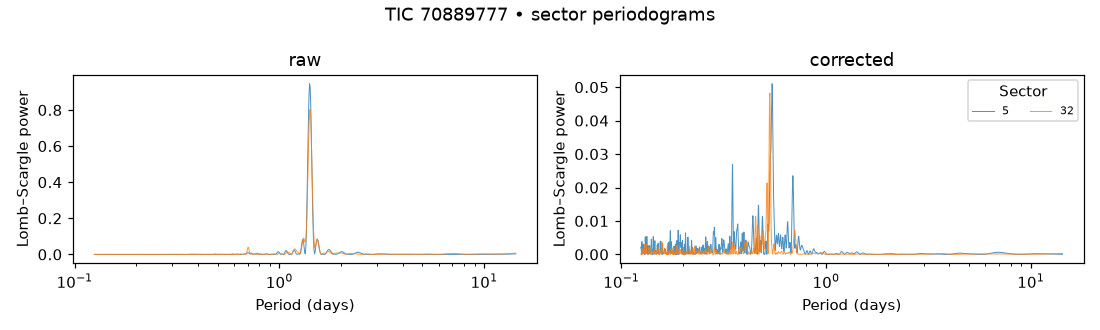 TIC 70889777 • sector periodograms
raw
Lomb–Scargle power
0.8
0.6
0.4
0.2
0.0
10⁻¹
10⁰
10¹
Period (days)
corrected
Lomb–Scargle power
0.05
0.04
0.03
0.02
0.01
0.00
10⁻¹
10⁰
10¹
Period (days)
Sector
5 32